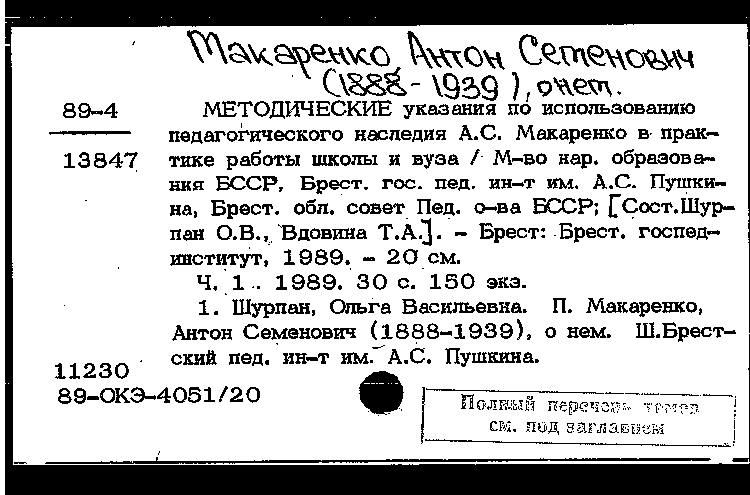 Макаренко, Антон Семенович
(1888-1939), о нем.
89-4
МЕТОДИЧЕСКИЕ указания по использованию
педагогического наследия А.С. Макаренко в прак-
13847
тике работы школы и вуза / М-во нар. образова-
ния БССР, Брест. гос. пед. ин-т им. А.С. Пушки-
на, Брест. обл. совет Пед. о-ва БССР; [Сост.Шур-
пан О.В., Вдовина Т.А.]. - Брест: Брест. госпед-
институт, 1989. - 20 см.
Ч. 1.. 1989. 30 с. 150 экз.
1. Шурпан, Ольга Васильевна. П. Макаренко,
Антон Семенович (1888-1939), о нем. Ш.Брест-
ский пед. ин-т им. А.С. Пушкина.
11230
89-ОКЭ-4051/20
Полный перечень томов
см. под заглавием